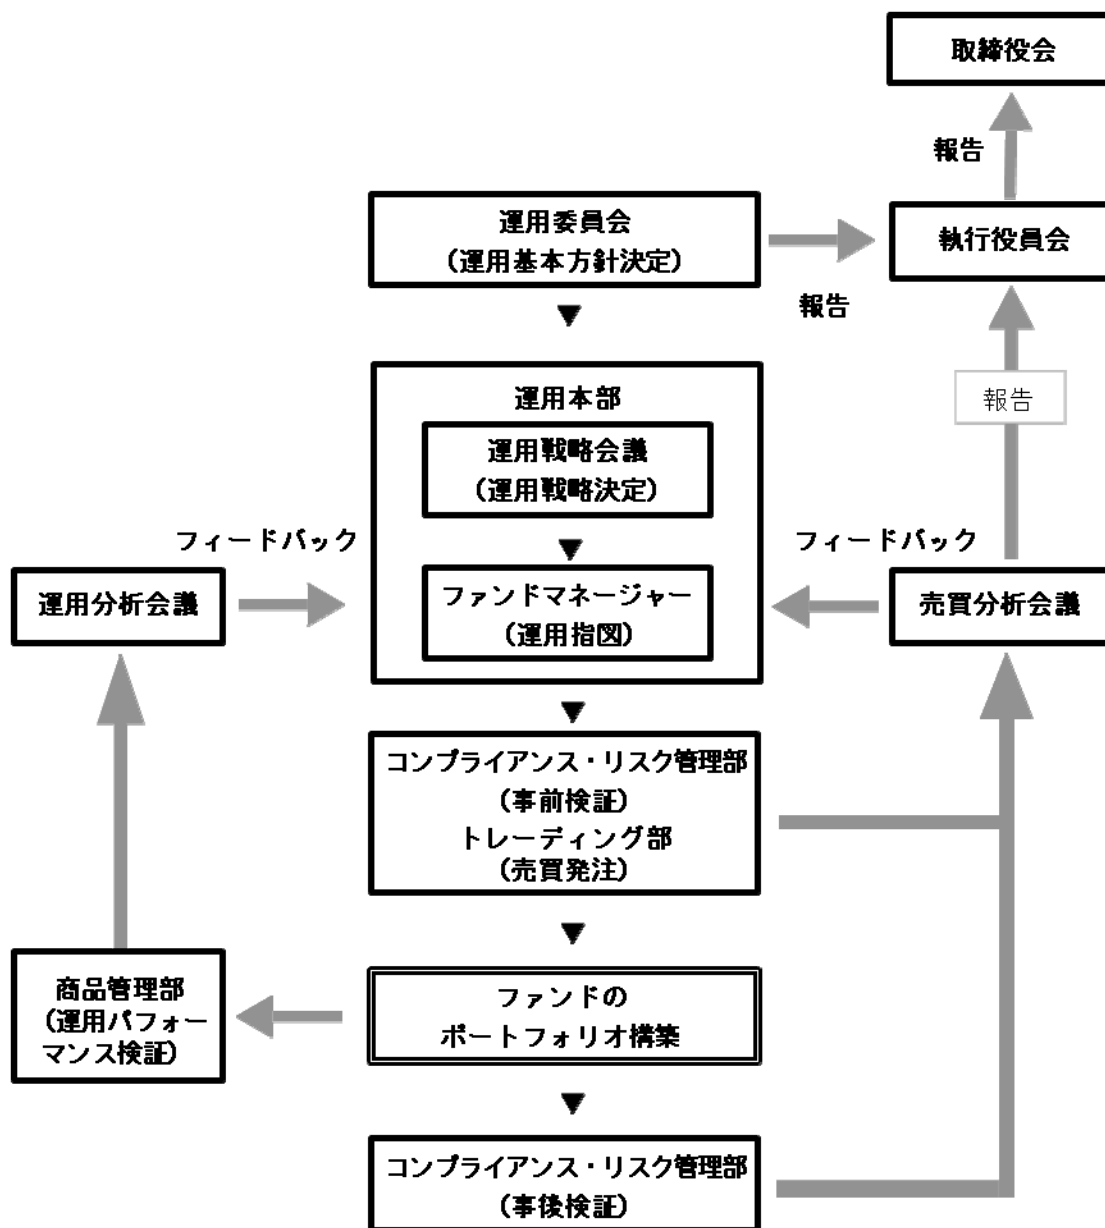 取締役会
報告
運用委員会
(運用基本方針決定)
執行役員会
報告
運用本部
報告
運用戦略会議
(運用戦略決定)
フィードバック
フィードバック
運用分析会議
ファンドマネージャー
(運用指図)
売買分析会議
コンプライアンス・リスク管理部
(事前検証)
トレーディング部
(売買発注)
商品管理部
(運用パフォー
マンス検証)
ファンドの
ポートフォリオ構築
コンプライアンス・リスク管理部
(事後検証)